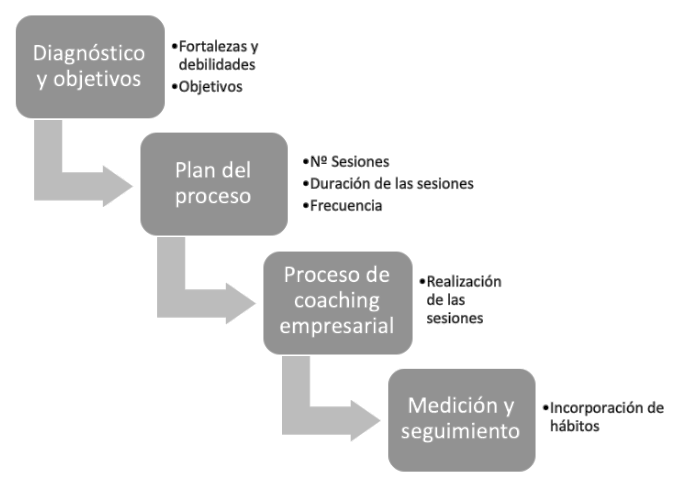 Diagnóstico
y objetivos
•Fortalezas y
debilidades
•Objetivos
Plan del
proceso
•Nº Sesiones
•Duración de las sesiones
•Frecuencia
Proceso de
coaching
empresarial
•Realización
de las
sesiones
Medición y
seguimiento
•Incorporación de
hábitos